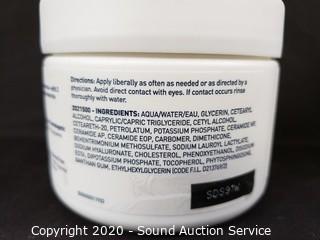 Directions: Apply liberally as often as needed or as directed by a
physician. Avoid direct contact with eyes. If contact occurs rinse
thoroughly with water.
2021500 - INGREDIENTS: AQUA/WATER/EAU, GLYCERIN, CETEARYL
ALCOHOL, CAPRYLIC/CAPRIC TRIGLYCERIDE, CETYL ALCOHOL,
CETEARETH-20, PETROLATUM, POTASSIUM PHOSPHATE, CERAMIDE NP,
CERAMIDE AP, CERAMIDE EOP, CARBOMER, DIMETHICONE,
BEHENTRIMONIUM METHOSULFATE, SODIUM LAUROYL LACTYLATE,
SODIUM HYALURONATE, CHOLESTEROL, PHENOXYETHANOL, DISODIUM
EDTA, DIPOTASSIUM PHOSPHATE, TOCOPHEROL, PHYTOSPHINGOSINE,
XANTHAN GUM, ETHYLHEXYLGLYCERIN
Copyright © 2020 - Sound Auction Service